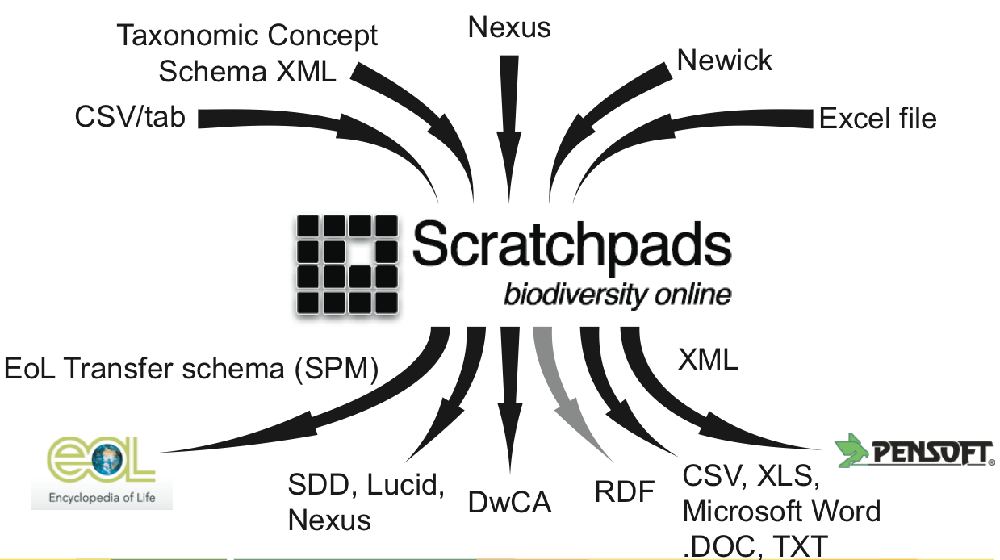 Nexus
Taxonomic Concept
Schema XML
Newick
CSV/tab
Excel file
Scratchpads
biodiversity online
EoL Transfer schema (SPM)
XML
eOL
Encyclopedia of Life
PENSOFT®
SDD, Lucid,
Nexus
DwCA
RDF
CSV, XLS,
Microsoft Word
.DOC, TXT